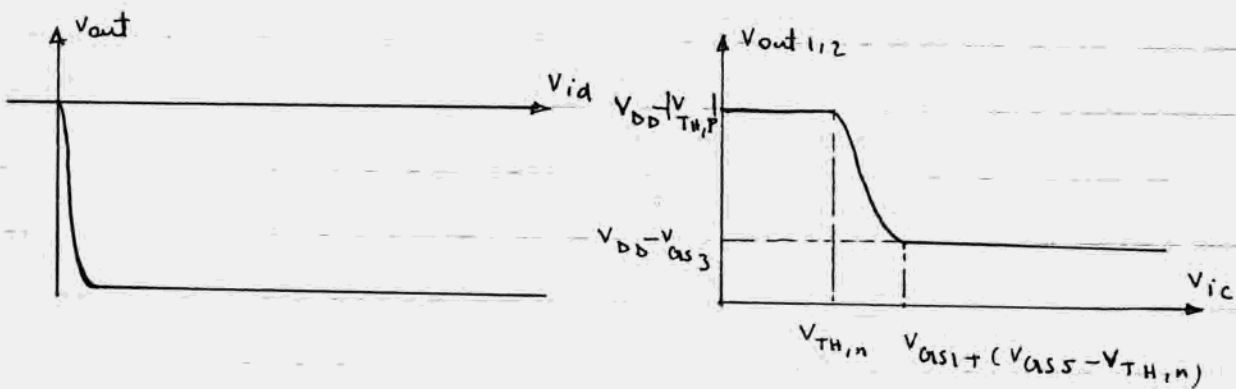 Vout
Vid
Vout 1,2
VDD-|VTH,P|
VDD-VGS3
Vic
VTH,n
VGS1+(VGS5-VTH,n)